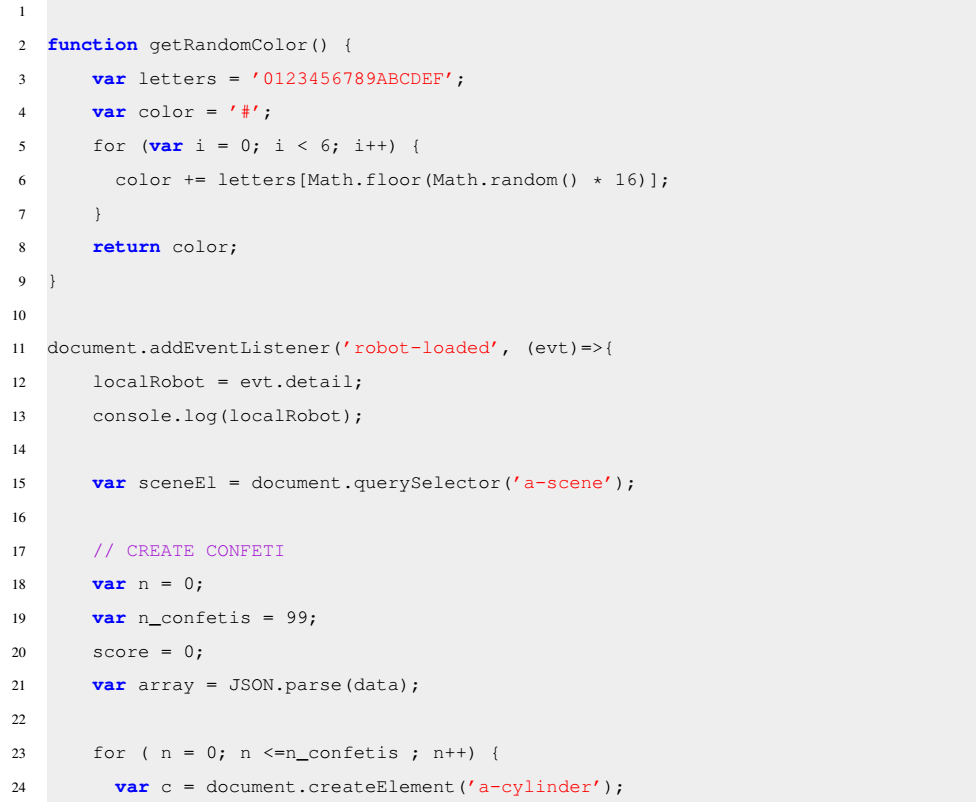 1
2 function getRandomColor() {
3     var letters = '0123456789ABCDEF';
4     var color = '#';
5     for (var i = 0; i < 6; i++) {
6       color += letters[Math.floor(Math.random() * 16)];
7     }
8     return color;
9 }
10
11 document.addEventListener('robot-loaded', (evt)=>{
12     localRobot = evt.detail;
13     console.log(localRobot);
14
15     var sceneEl = document.querySelector('a-scene');
16
17     // CREATE CONFETI
18     var n = 0;
19     var n_confetis = 99;
20     score = 0;
21     var array = JSON.parse(data);
22
23     for ( n = 0; n <=n_confetis ; n++) {
24       var c = document.createElement('a-cylinder');